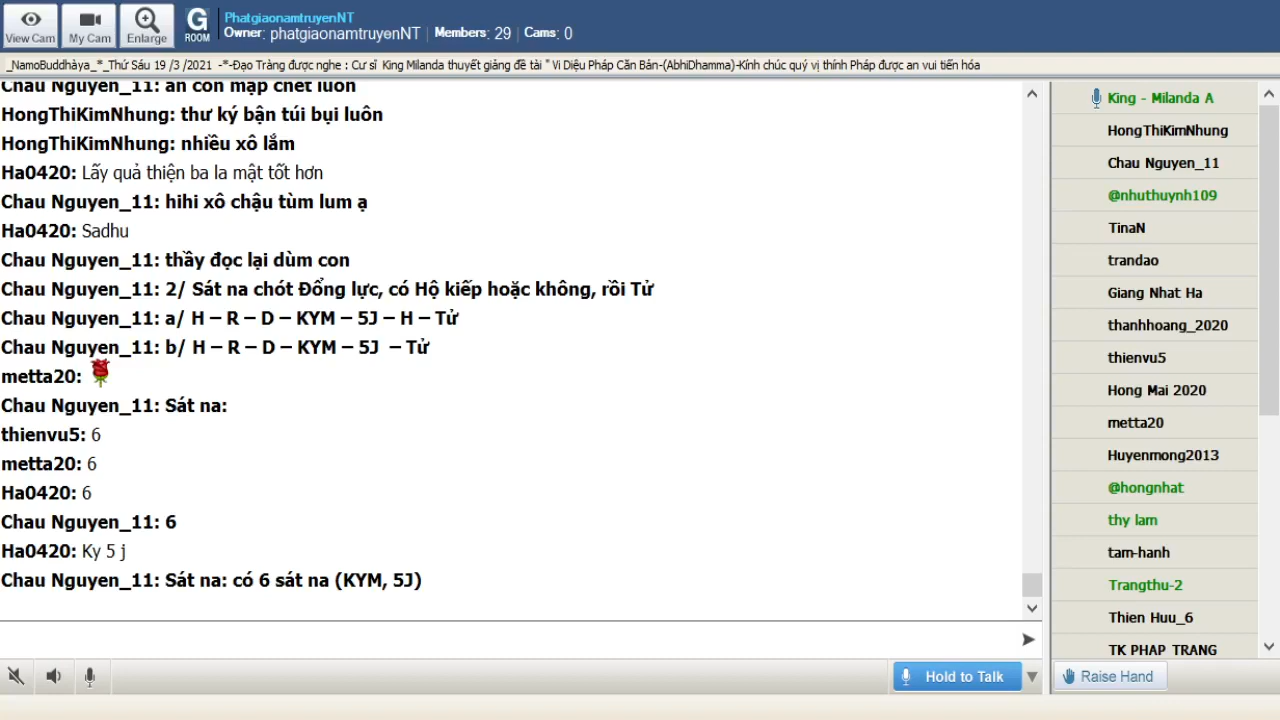 View Cam
My Cam
Enlarge
G
ROOM
PhatgiaonamtruyenNT
Owner: phatgiaonamtruyenNT | Members: 29 | Cams: 0
_NamoBuddhàya_*_Thứ Sáu 19 /3 /2021 -*-Đạo Tràng được nghe : Cư sĩ King Milanda thuyết giảng đề tài " Vi Diệu Pháp Căn Bản-(AbhiDhamma)-Kính chúc quý vị thính Pháp được an vui tiến hóa
Chau Nguyen_11: ăn còn mập chết luôn
HongThiKimNhung: thư ký bận túi bụi luôn
HongThiKimNhung: nhiều xô lắm
Ha0420: Lấy quả thiện ba la mật tốt hơn
Chau Nguyen_11: hihi xô chậu tùm lum ạ
Ha0420: Sadhu
Chau Nguyen_11: thầy đọc lại dùm con
Chau Nguyen_11: 2/ Sát na chót Đổng lực, có Hộ kiếp hoặc không, rồi Tử
Chau Nguyen_11: a/ H – R – D – KYM – 5J – H – Tử
Chau Nguyen_11: b/ H – R – D – KYM – 5J – Tử
metta20:
Chau Nguyen_11: Sát na:
thienvu5: 6
metta20: 6
Ha0420: 6
Chau Nguyen_11: 6
Ha0420: Ky 5 j
Chau Nguyen_11: Sát na: có 6 sát na (KYM, 5J)
King - Milanda A
HongThiKimNhung
Chau Nguyen_11
@nhuthuynh109
TinaN
trandao
Giang Nhat Ha
thanhhoang_2020
thienvu5
Hong Mai 2020
metta20
Huyenmong2013
@hongnhat
thy lam
tam-hanh
Trangthu-2
Thien Huu_6
TK PHAP TRANG
Hold to Talk
Raise Hand